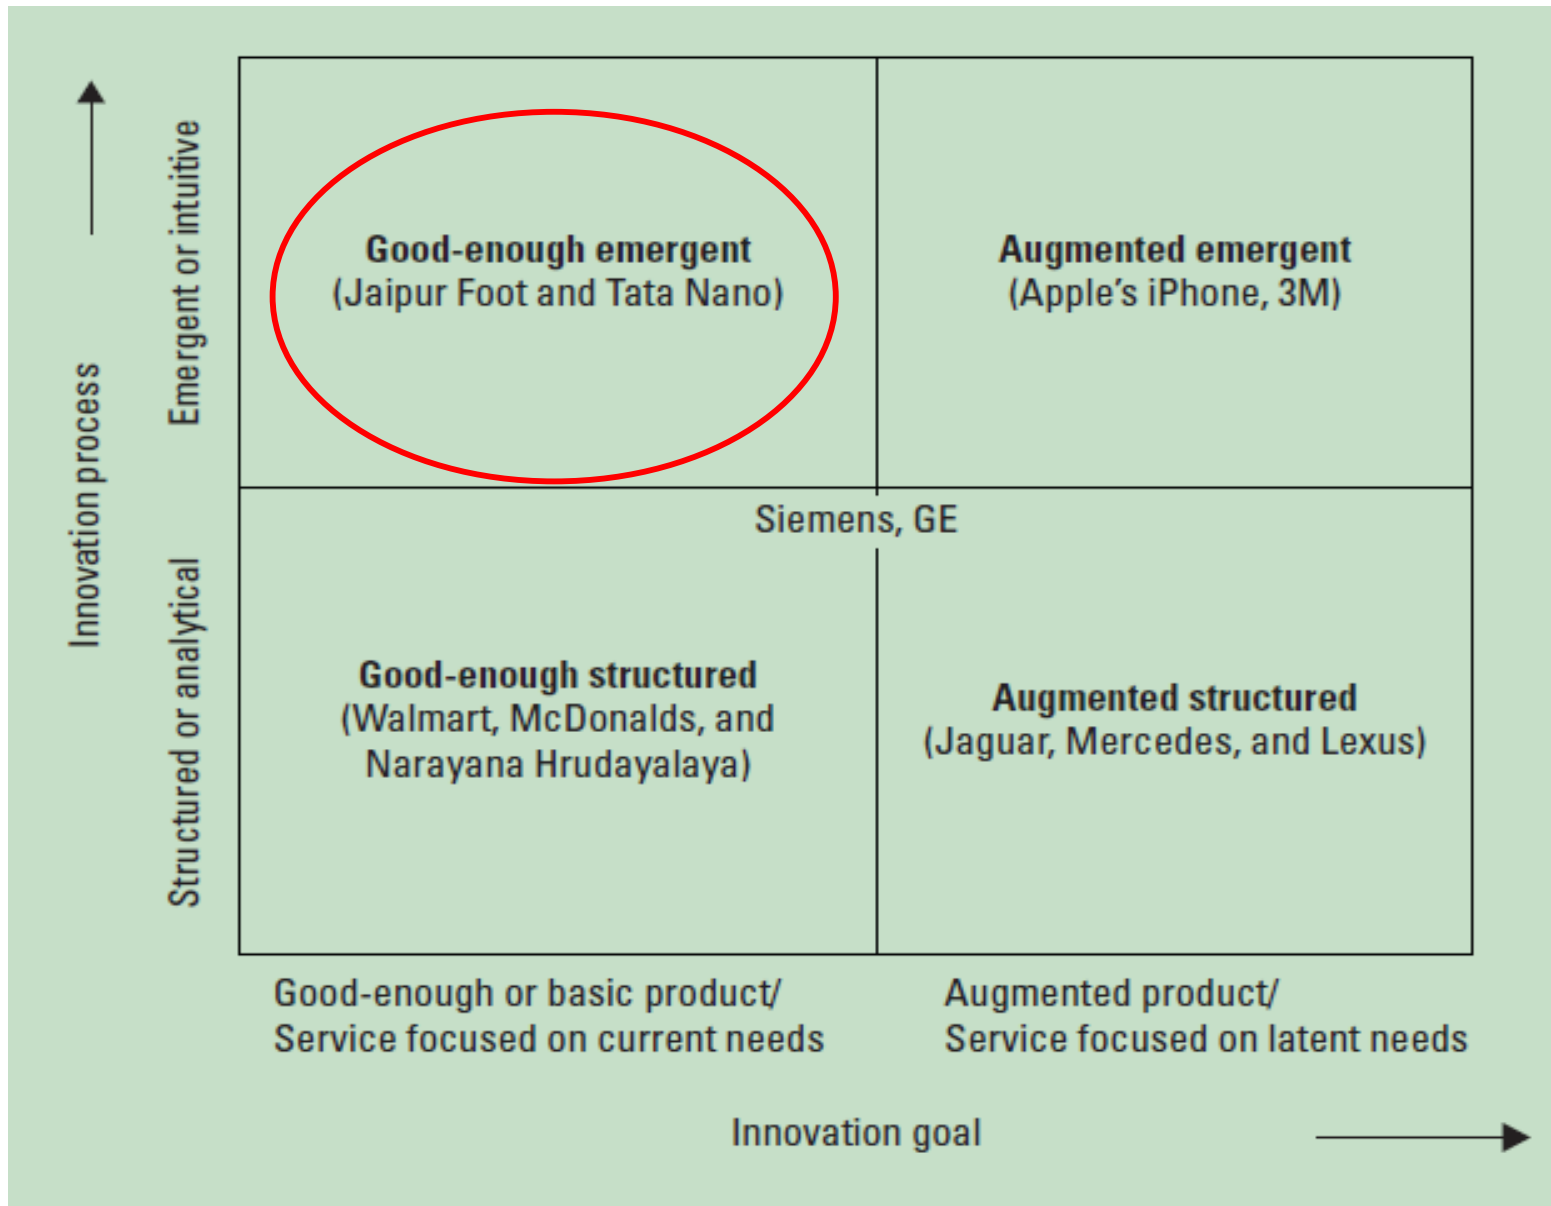 Innovation process
Emergent or intuitive
Structured or analytical
Good-enough emergent
(Jaipur Foot and Tata Nano)
Augmented emergent
(Apple’s iPhone, 3M)
Siemens, GE
Good-enough structured
(Walmart, McDonalds, and
Narayana Hrudayalaya)
Augmented structured
(Jaguar, Mercedes, and Lexus)
Good-enough or basic product/
Service focused on current needs
Augmented product/
Service focused on latent needs
Innovation goal